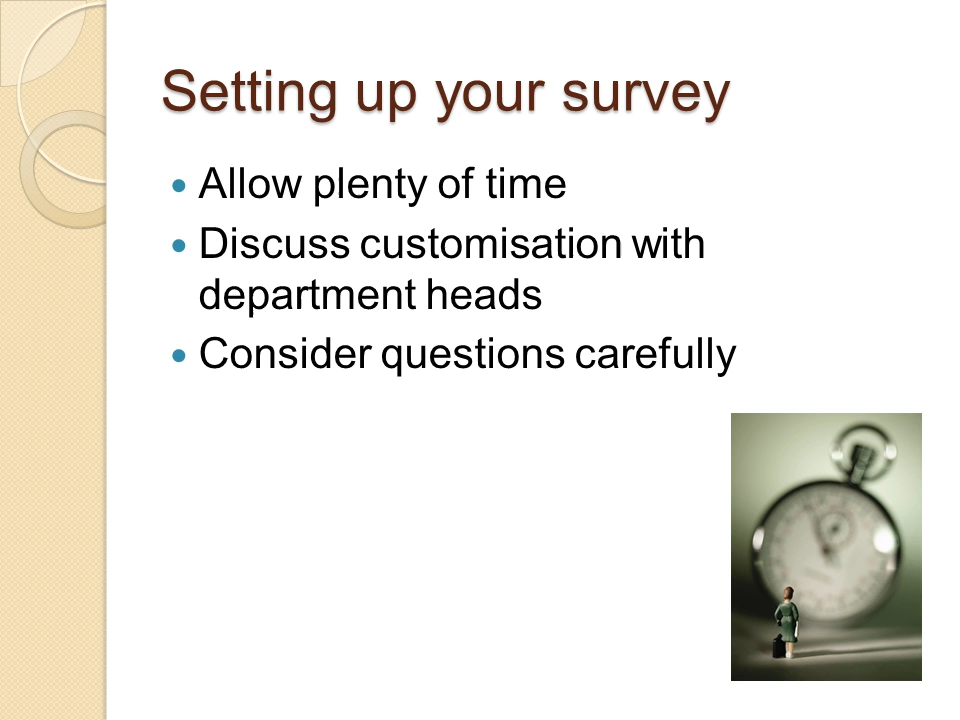 Setting up your survey
Allow plenty of time
Discuss customisation with
department heads
Consider questions carefully